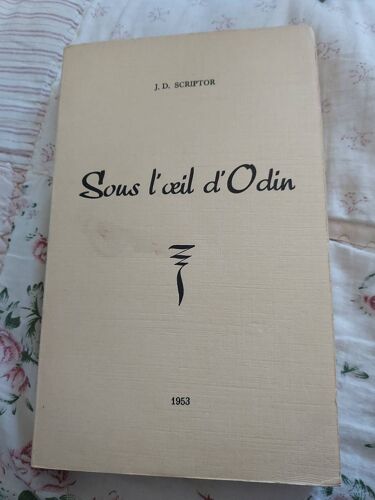 J. D. SCRIPTOR
Sous l'œil d'Odin
1953